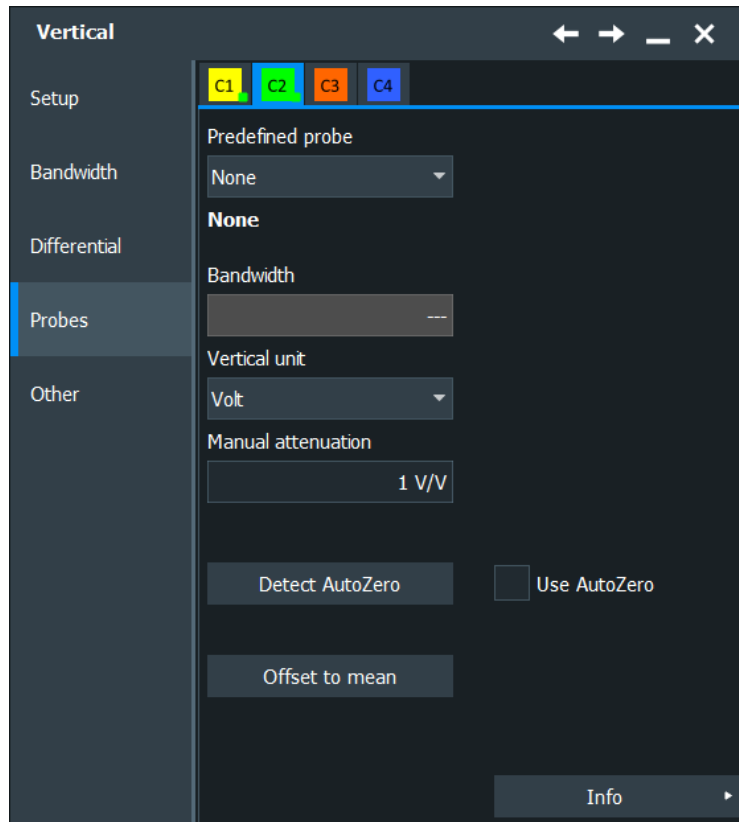 Vertical
Setup
Bandwidth
Differential
Probes
Other
C1 C2 C3 C4
Predefined probe
None
None
Bandwidth
---
Vertical unit
Volt
Manual attenuation
1 V/V
Detect AutoZero Use AutoZero
Offset to mean
Info